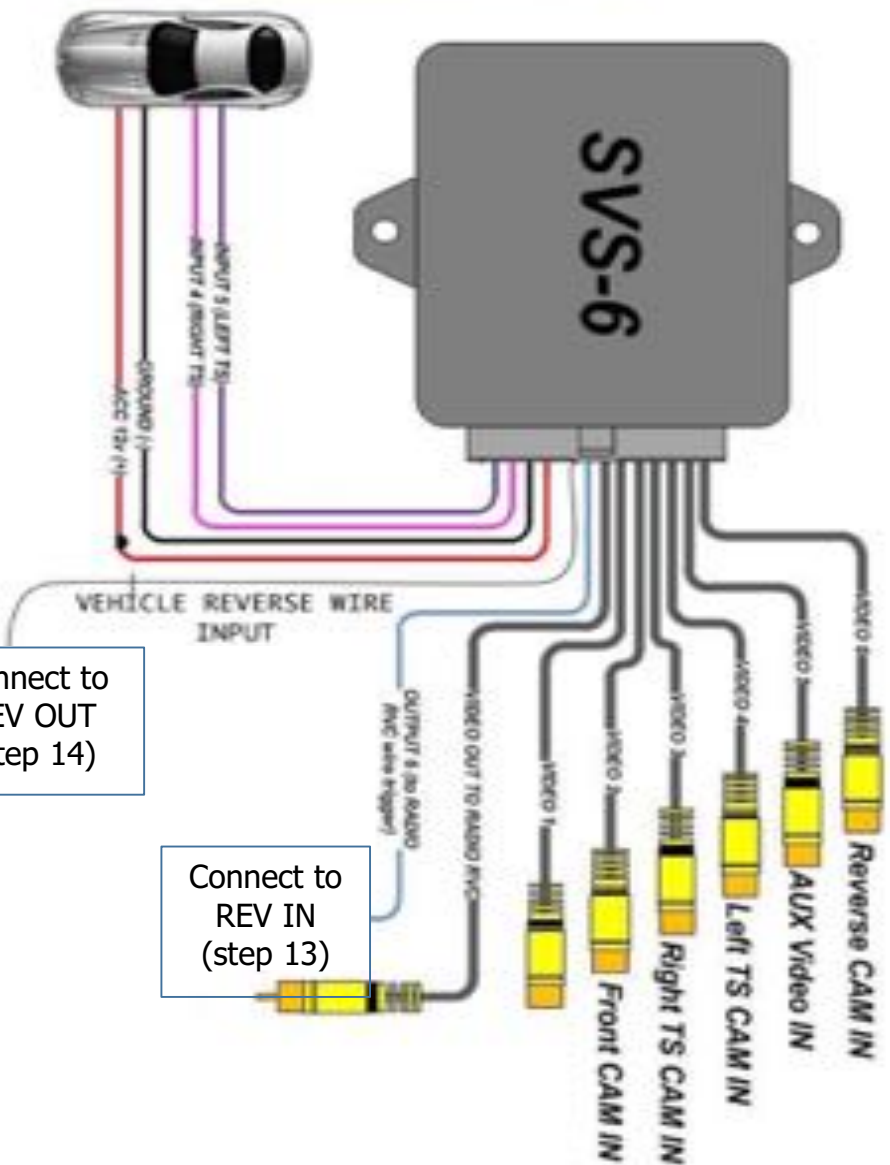 SVS-6
INPUT 5 (LEFT TS)
INPUT 4 (RIGHT TS)
GROUND (-)
ACC 12v (+)
VEHICLE REVERSE WIRE
INPUT
nnect to
EV OUT
tep 14)
OUTPUT 6 (to RADIO
RVC wire trigger)
Connect to
REV IN
(step 13)
VIDEO OUT TO RADIO RVC
VIDEO 1
VIDEO 2
VIDEO 3
VIDEO 4
VIDEO 5
VIDEO
Front CAM IN
Right TS CAM IN
Left TS CAM IN
AUX Video IN
Reverse CAM IN